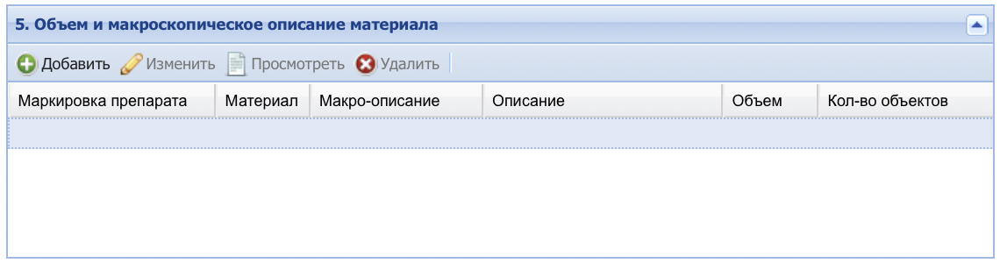 5. Объем и макроскопическое описание материала
Добавить Изменить Просмотреть Удалить
Маркировка препарата Материал Макро-описание Описание Объем Кол-во объектов